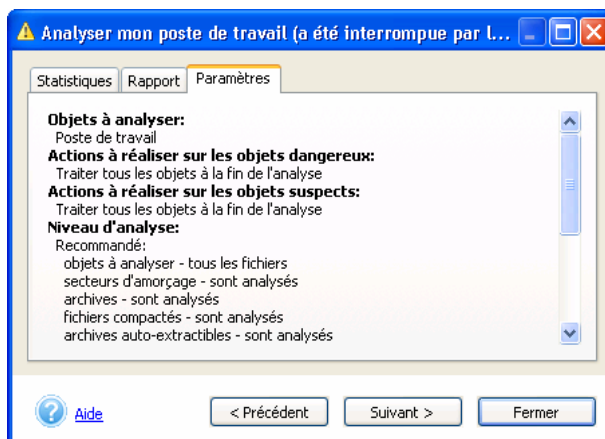 Analyser mon poste de travail (a été interrompue par l...
Statistiques Rapport Paramètres
Objets à analyser:
Poste de travail
Actions à réaliser sur les objets dangereux:
Traiter tous les objets à la fin de l'analyse
Actions à réaliser sur les objets suspects:
Traiter tous les objets à la fin de l'analyse
Niveau d'analyse:
Recommandé:
objets à analyser - tous les fichiers
secteurs d'amorçage - sont analysés
archives - sont analysés
fichiers compactés - sont analysés
archives auto-extractibles - sont analysés
Aide < Précédent Suivant > Fermer